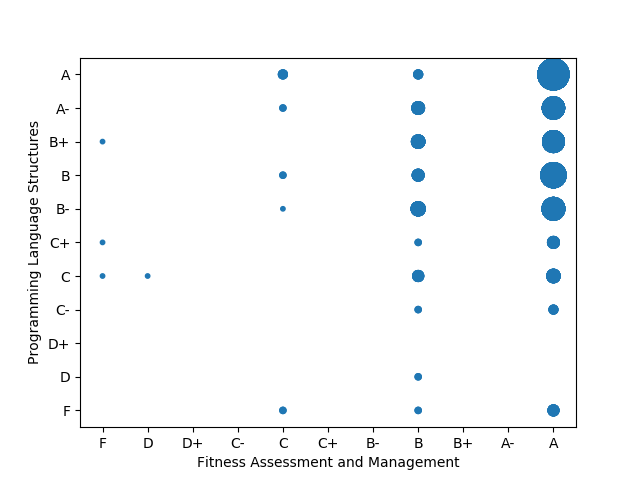 Programming Language Structures
A
A-
B+
B
B-
C+
C
C-
D+
D
F
F D D+ C- C C+ B- B B+ A- A
Fitness Assessment and Management